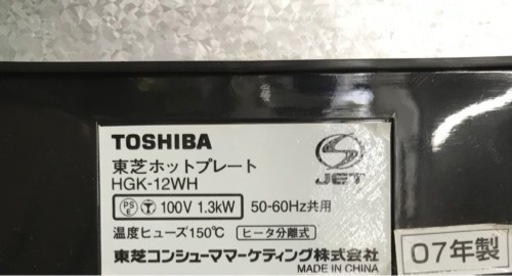 TOSHIBA
東芝ホットプレート
HGK-12WH
JET
PS E 100V 1.3kW 50-60Hz共用
温度ヒューズ150℃ ヒータ分離式
東芝コンシューママーケティング株式会社
MADE IN CHINA
07年製